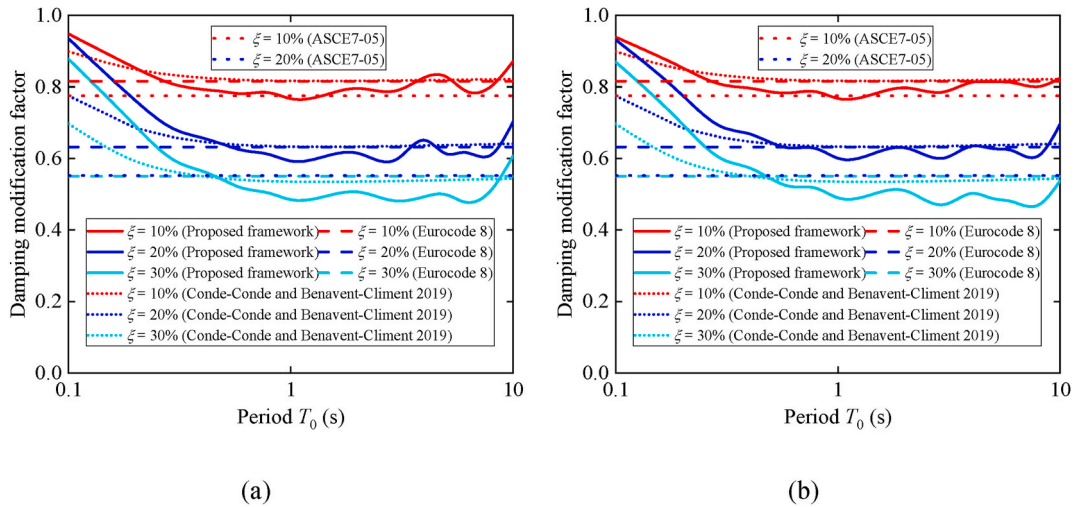 1.0
0.8
0.6
0.4
0.2
0.0
Damping modification factor
ξ = 10% (ASCE7-05)
ξ = 20% (ASCE7-05)
ξ = 10% (Proposed framework)
ξ = 10% (Eurocode 8)
ξ = 20% (Proposed framework)
ξ = 20% (Eurocode 8)
ξ = 30% (Proposed framework)
ξ = 30% (Eurocode 8)
ξ = 10% (Conde-Conde and Benavent-Climent 2019)
ξ = 20% (Conde-Conde and Benavent-Climent 2019)
ξ = 30% (Conde-Conde and Benavent-Climent 2019)
0.1
1
10
Period T₀ (s)
(a)
1.0
0.8
0.6
0.4
0.2
0.0
Damping modification factor
ξ = 10% (ASCE7-05)
ξ = 20% (ASCE7-05)
ξ = 10% (Proposed framework)
ξ = 10% (Eurocode 8)
ξ = 20% (Proposed framework)
ξ = 20% (Eurocode 8)
ξ = 30% (Proposed framework)
ξ = 30% (Eurocode 8)
ξ = 10% (Conde-Conde and Benavent-Climent 2019)
ξ = 20% (Conde-Conde and Benavent-Climent 2019)
ξ = 30% (Conde-Conde and Benavent-Climent 2019)
0.1
1
10
Period T₀ (s)
(b)